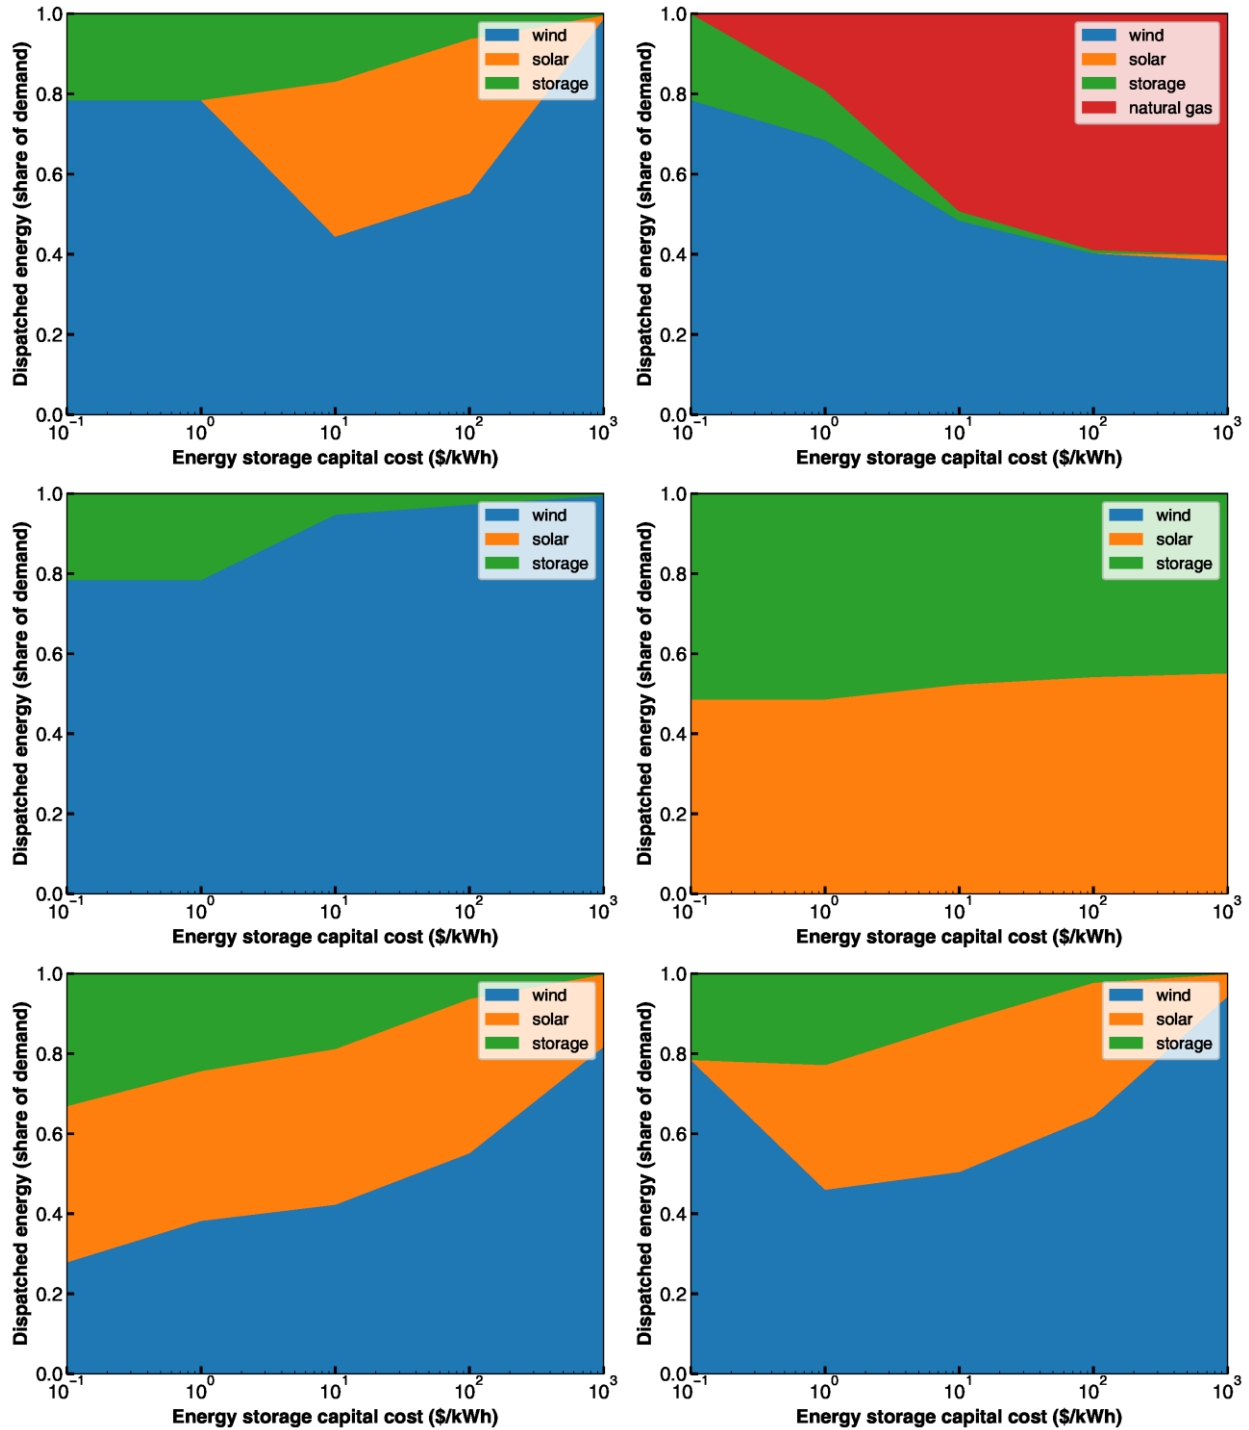 1.0
0.8
0.6
0.4
0.2
0.0
Dispatched energy (share of demand)
wind
solar
storage
10⁻¹ 10⁰ 10¹ 10² 10³
Energy storage capital cost ($/kWh)
1.0
0.8
0.6
0.4
0.2
0.0
Dispatched energy (share of demand)
wind
solar
storage
natural gas
10⁻¹ 10⁰ 10¹ 10² 10³
Energy storage capital cost ($/kWh)
1.0
0.8
0.6
0.4
0.2
0.0
Dispatched energy (share of demand)
wind
solar
storage
10⁻¹ 10⁰ 10¹ 10² 10³
Energy storage capital cost ($/kWh)
1.0
0.8
0.6
0.4
0.2
0.0
Dispatched energy (share of demand)
wind
solar
storage
10⁻¹ 10⁰ 10¹ 10² 10³
Energy storage capital cost ($/kWh)
1.0
0.8
0.6
0.4
0.2
0.0
Dispatched energy (share of demand)
wind
solar
storage
10⁻¹ 10⁰ 10¹ 10² 10³
Energy storage capital cost ($/kWh)
1.0
0.8
0.6
0.4
0.2
0.0
Dispatched energy (share of demand)
wind
solar
storage
10⁻¹ 10⁰ 10¹ 10² 10³
Energy storage capital cost ($/kWh)